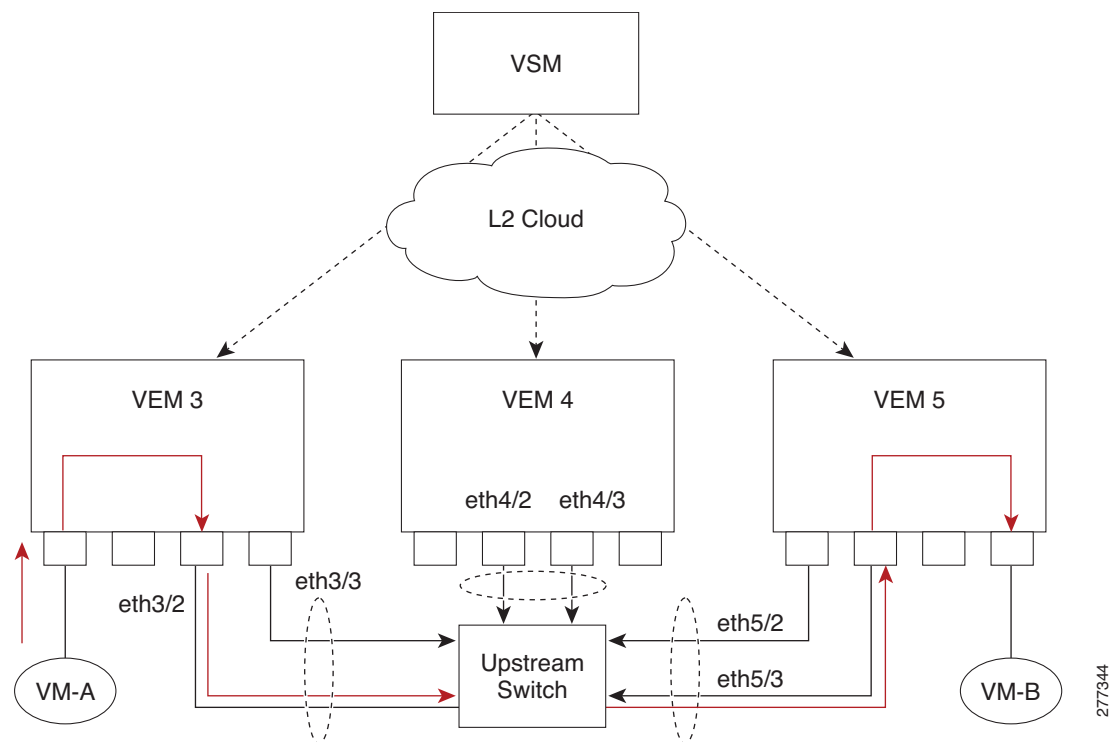 VSM
L2 Cloud
VEM 3
VEM 4
VEM 5
eth4/2
eth4/3
eth3/3
eth3/2
eth5/2
eth5/3
Upstream
Switch
VM-A
VM-B
277344